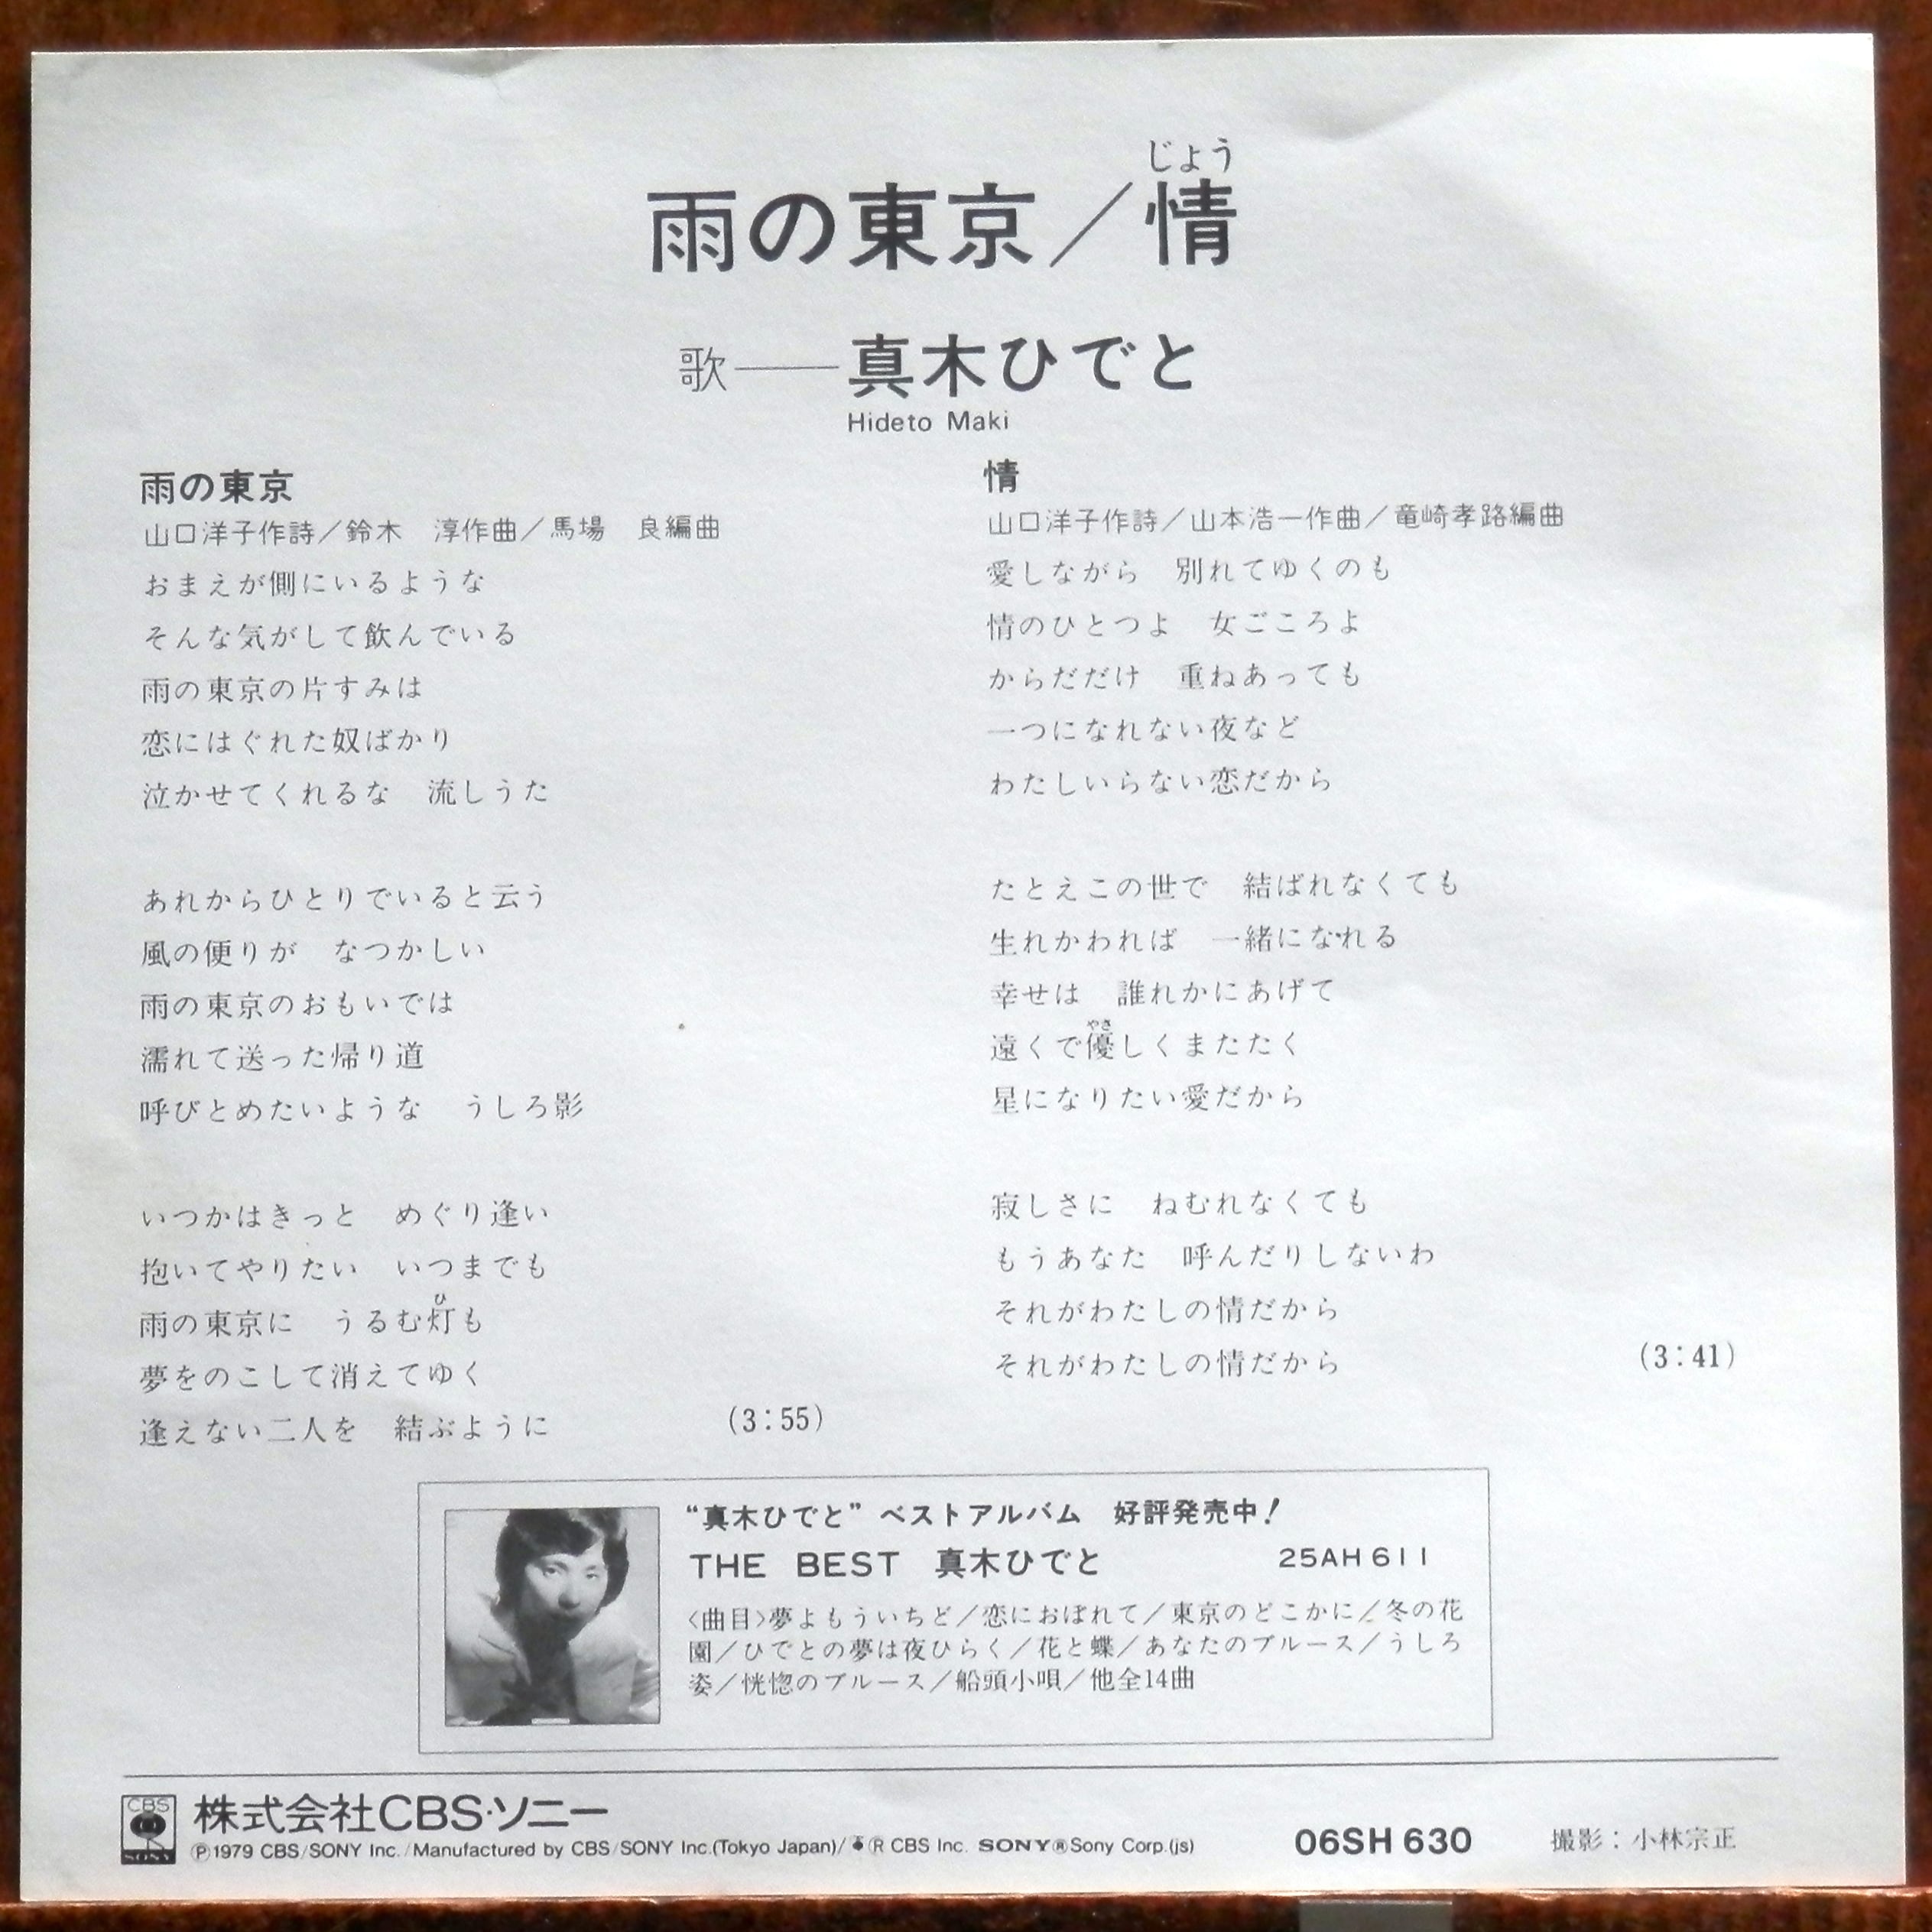 じょう
雨の東京／情
歌――真木ひでと
Hideto Maki
雨の東京
山口洋子作詩／鈴木　淳作曲／馬場　良編曲
おまえが側にいるような
そんな気がして飲んでいる
雨の東京の片すみは
恋にはぐれた奴ばかり
泣かせてくれるな　流しうた
あれからひとりでいると云う
風の便りが　なつかしい
雨の東京のおもいでは
濡れて送った帰り道
呼びとめたいような　うしろ影
いつかはきっと　めぐり逢い
抱いてやりたい　いつまでも
ひ
雨の東京に　うるむ灯も
夢をのこして消えてゆく
逢えない二人を　結ぶように
(3:55)
情
山口洋子作詩／山本浩一作曲／竜崎孝路編曲
愛しながら　別れてゆくのも
情のひとつよ　女ごころよ
からだだけ　重ねあっても
一つになれない夜など
わたしいらない恋だから
たとえこの世で　結ばれなくても
生れかわれば　一緒になれる
幸せは　誰れかにあげて
やさ
遠くで優しくまたたく
星になりたい愛だから
寂しさに　ねむれなくても
もうあなた　呼んだりしないわ
それがわたしの情だから
それがわたしの情だから
(3:41)
“真木ひでと”ベストアルバム　好評発売中！
THE BEST 真木ひでと　25AH 611
〈曲目〉夢よもういちど／恋におぼれて／東京のどこかに／冬の花
園／ひでとの夢は夜ひらく／花と蝶／あなたのブルース／うしろ
姿／恍惚のブルース／船頭小唄／他全14曲
CBS
SONY
株式会社CBS・ソニー
Ⓟ1979 CBS/SONY Inc./Manufactured by CBS/SONY Inc.(Tokyo Japan)/ Ⓡ CBS Inc. SONY®Sony Corp.(js)
06SH 630
撮影：小林宗正